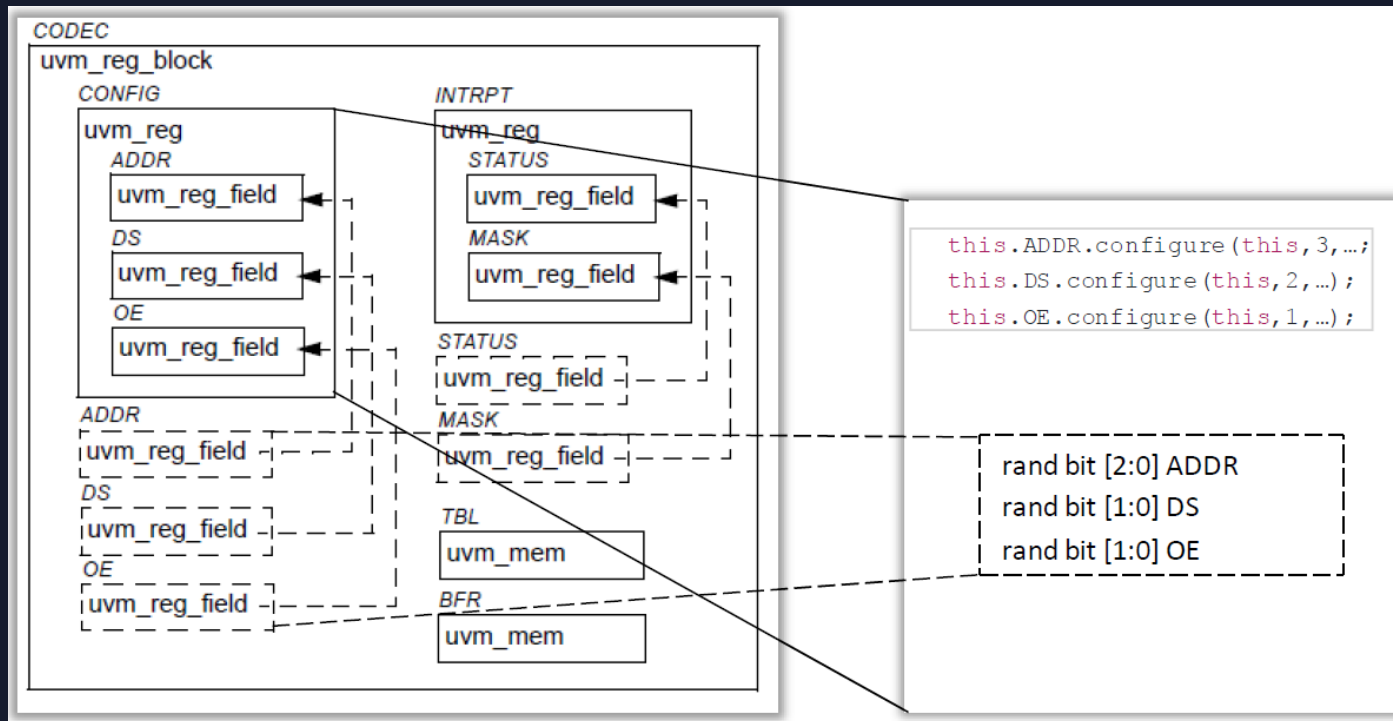 CODEC
uvm_reg_block
CONFIG
uvm_reg
ADDR
uvm_reg_field
DS
uvm_reg_field
OE
uvm_reg_field
ADDR
uvm_reg_field
DS
uvm_reg_field
OE
uvm_reg_field
INTRPT
uvm_reg
STATUS
uvm_reg_field
MASK
uvm_reg_field
STATUS
uvm_reg_field
MASK
uvm_reg_field
TBL
uvm_mem
BFR
uvm_mem
this.ADDR.configure(this,3,…;
this.DS.configure(this,2,…);
this.OE.configure(this,1,…);
rand bit [2:0] ADDR
rand bit [1:0] DS
rand bit [1:0] OE